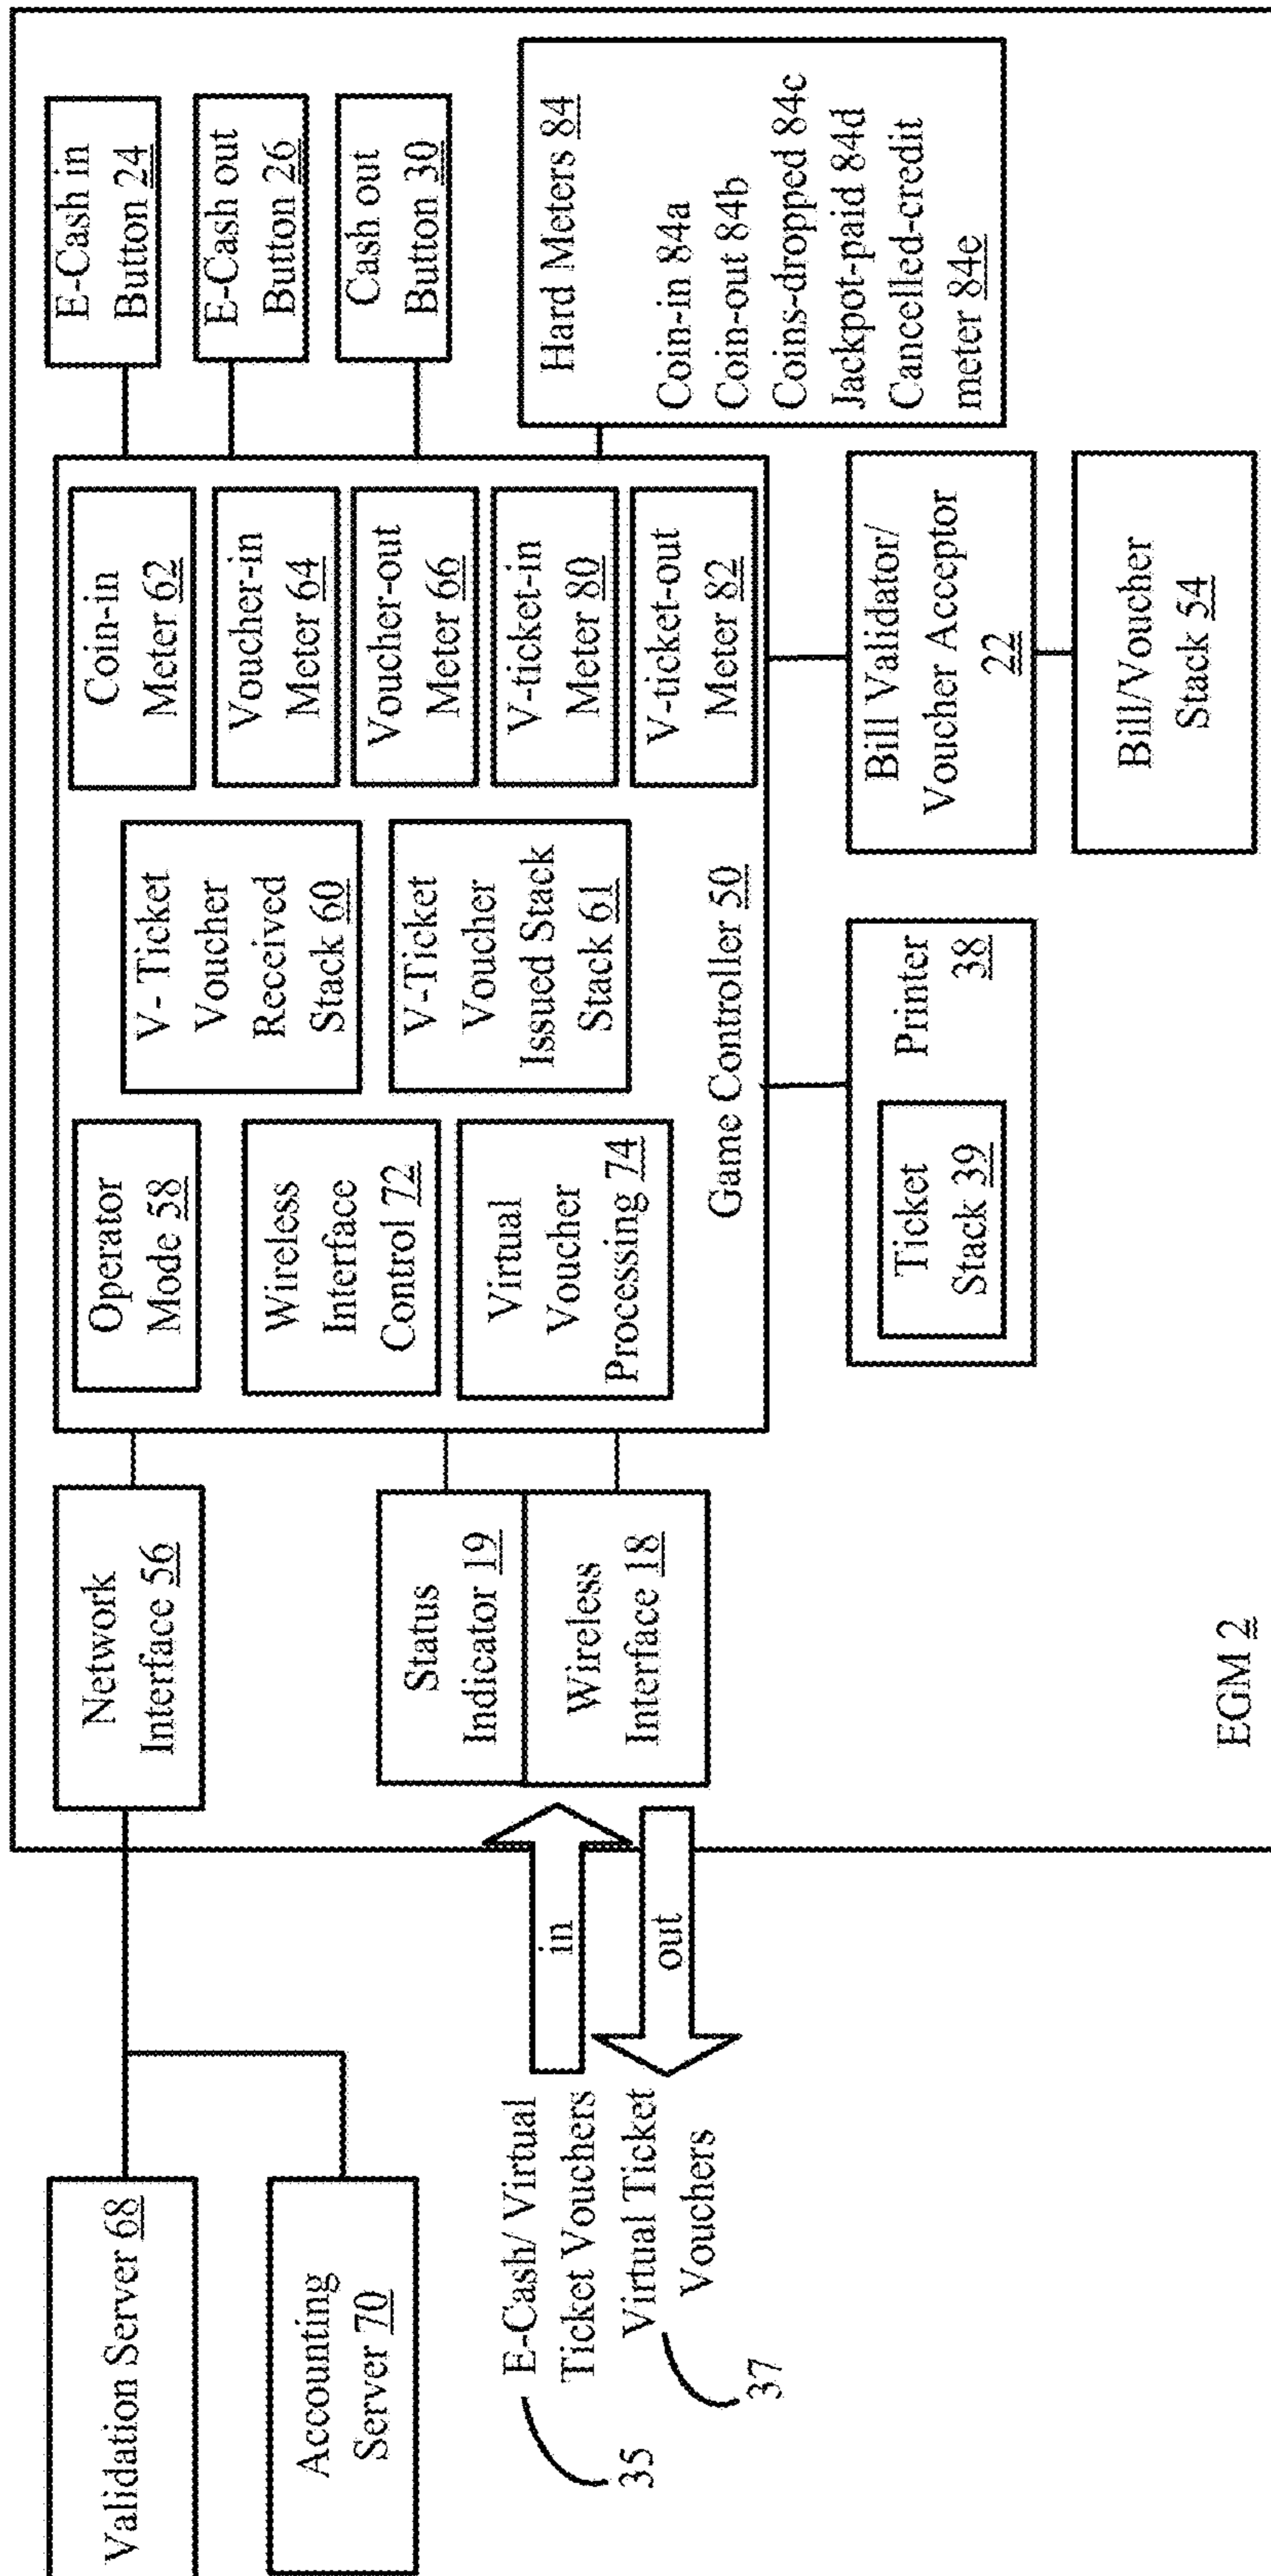 Validation Server 68
Accounting
Server 70
E-Cash/ Virtual
Ticket Vouchers
Virtual Ticket
Vouchers
35
37
in
out
Network
Interface 56
Status
Indicator 19
Wireless
Interface 18
EGM 2
Operator
Mode 58
Wireless
Interface
Control 72
Virtual
Voucher
Processing 74
V- Ticket
Voucher
Received
Stack 60
V-Ticket
Voucher
Issued Stack
Stack 61
Game Controller 50
Coin-in
Meter 62
Voucher-in
Meter 64
Voucher-out
Meter 66
V-ticket-in
Meter 80
V-ticket-out
Meter 82
E-Cash in
Button 24
E-Cash out
Button 26
Cash out
Button 30
Hard Meters 84
Coin-in 84a
Coin-out 84b
Coins-dropped 84c
Jackpot-paid 84d
Cancelled-credit
meter 84e
Ticket
Stack 39
Printer
38
Bill Validator/
Voucher Acceptor
22
Bill/Voucher
Stack 54